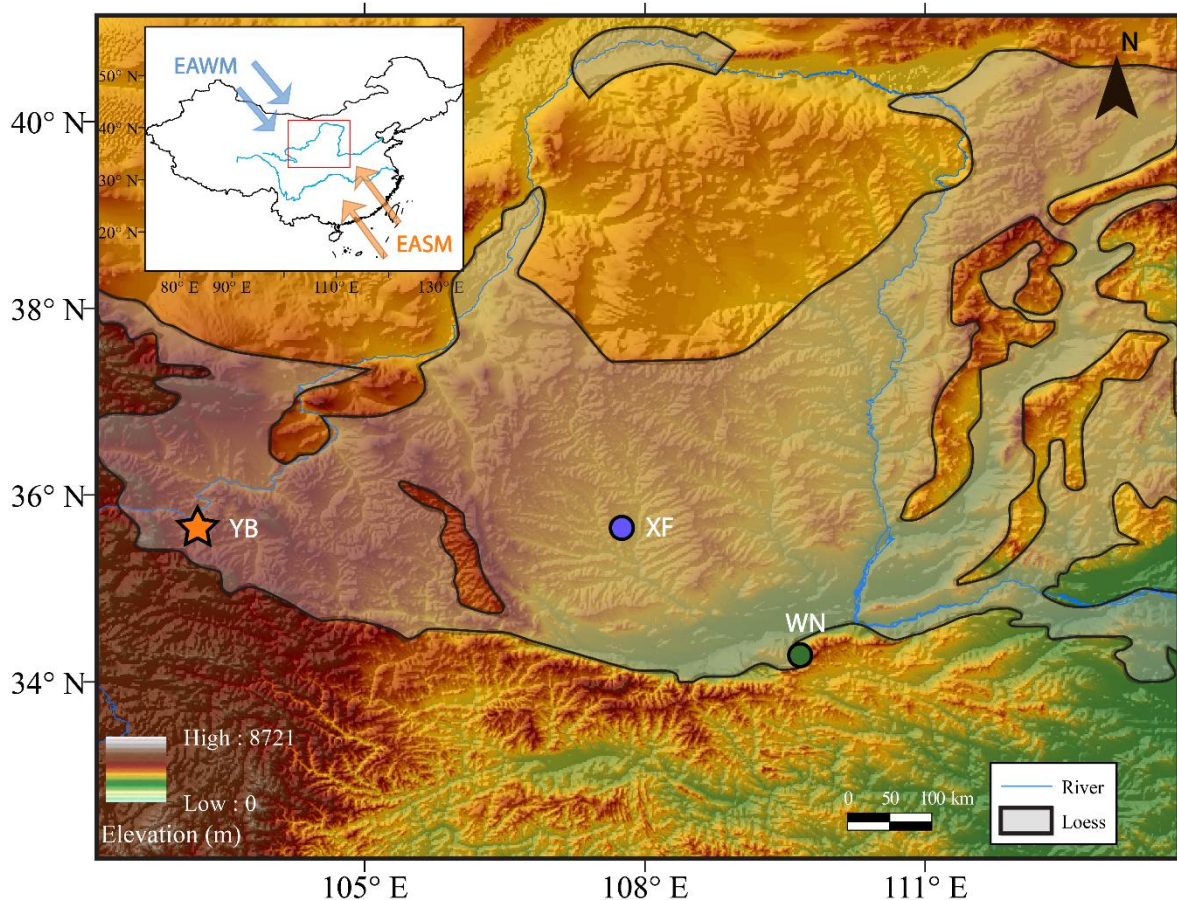 EAWM
50° N
40° N
30° N
20° N
EASM
80° E 90° E 110° E 130° E
N
40° N
38° N
36° N
34° N
YB
XF
WN
High : 8721
Low : 0
Elevation (m)
0 50 100 km
River
Loess
105° E 108° E 111° E